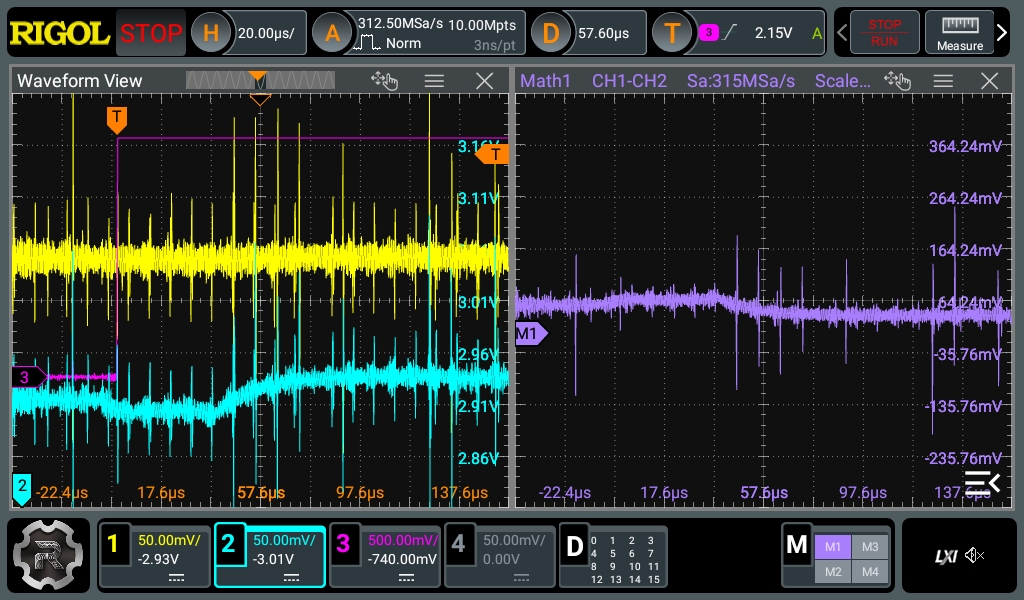 RIGOL STOP H 20.00µs/ A 312.50MSa/s 10.00Mpts Norm 3ns/pt D 57.60µs T 3 2.15V A STOP RUN Measure
Waveform View
Math1 CH1-CH2 Sa:315MSa/s Scale...
T
3.16V
T
3.11V
3.01V
2.96V
3
2.91V
2.86V
2
-22.4µs 17.6µs 57.6µs 97.6µs 137.6µs
364.24mV
264.24mV
164.24mV
64.24mV
M1
-35.76mV
-135.76mV
-235.76mV
-22.4µs 17.6µs 57.6µs 97.6µs 137.6
1 50.00mV/ -2.93V
2 50.00mV/ -3.01V
3 500.00mV/ -740.00mV
4 50.00mV/ 0.00V
D 0 1 2 3
4 5 6 7
8 9 10 11
12 13 14 15
M M1 M3
M2 M4
R
LXI